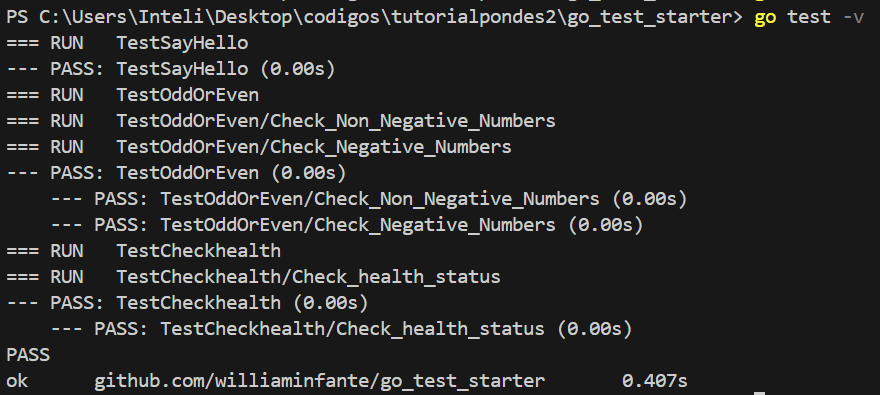 PS C:\Users\Inteli\Desktop\codigos\tutorialpondes2\go_test_starter> go test -v
=== RUN   TestSayHello
--- PASS: TestSayHello (0.00s)
=== RUN   TestOddOrEven
=== RUN   TestOddOrEven/Check_Non_Negative_Numbers
=== RUN   TestOddOrEven/Check_Negative_Numbers
--- PASS: TestOddOrEven (0.00s)
    --- PASS: TestOddOrEven/Check_Non_Negative_Numbers (0.00s)
    --- PASS: TestOddOrEven/Check_Negative_Numbers (0.00s)
=== RUN   TestCheckhealth
=== RUN   TestCheckhealth/Check_health_status
--- PASS: TestCheckhealth (0.00s)
    --- PASS: TestCheckhealth/Check_health_status (0.00s)
PASS
ok      github.com/williaminfante/go_test_starter       0.407s